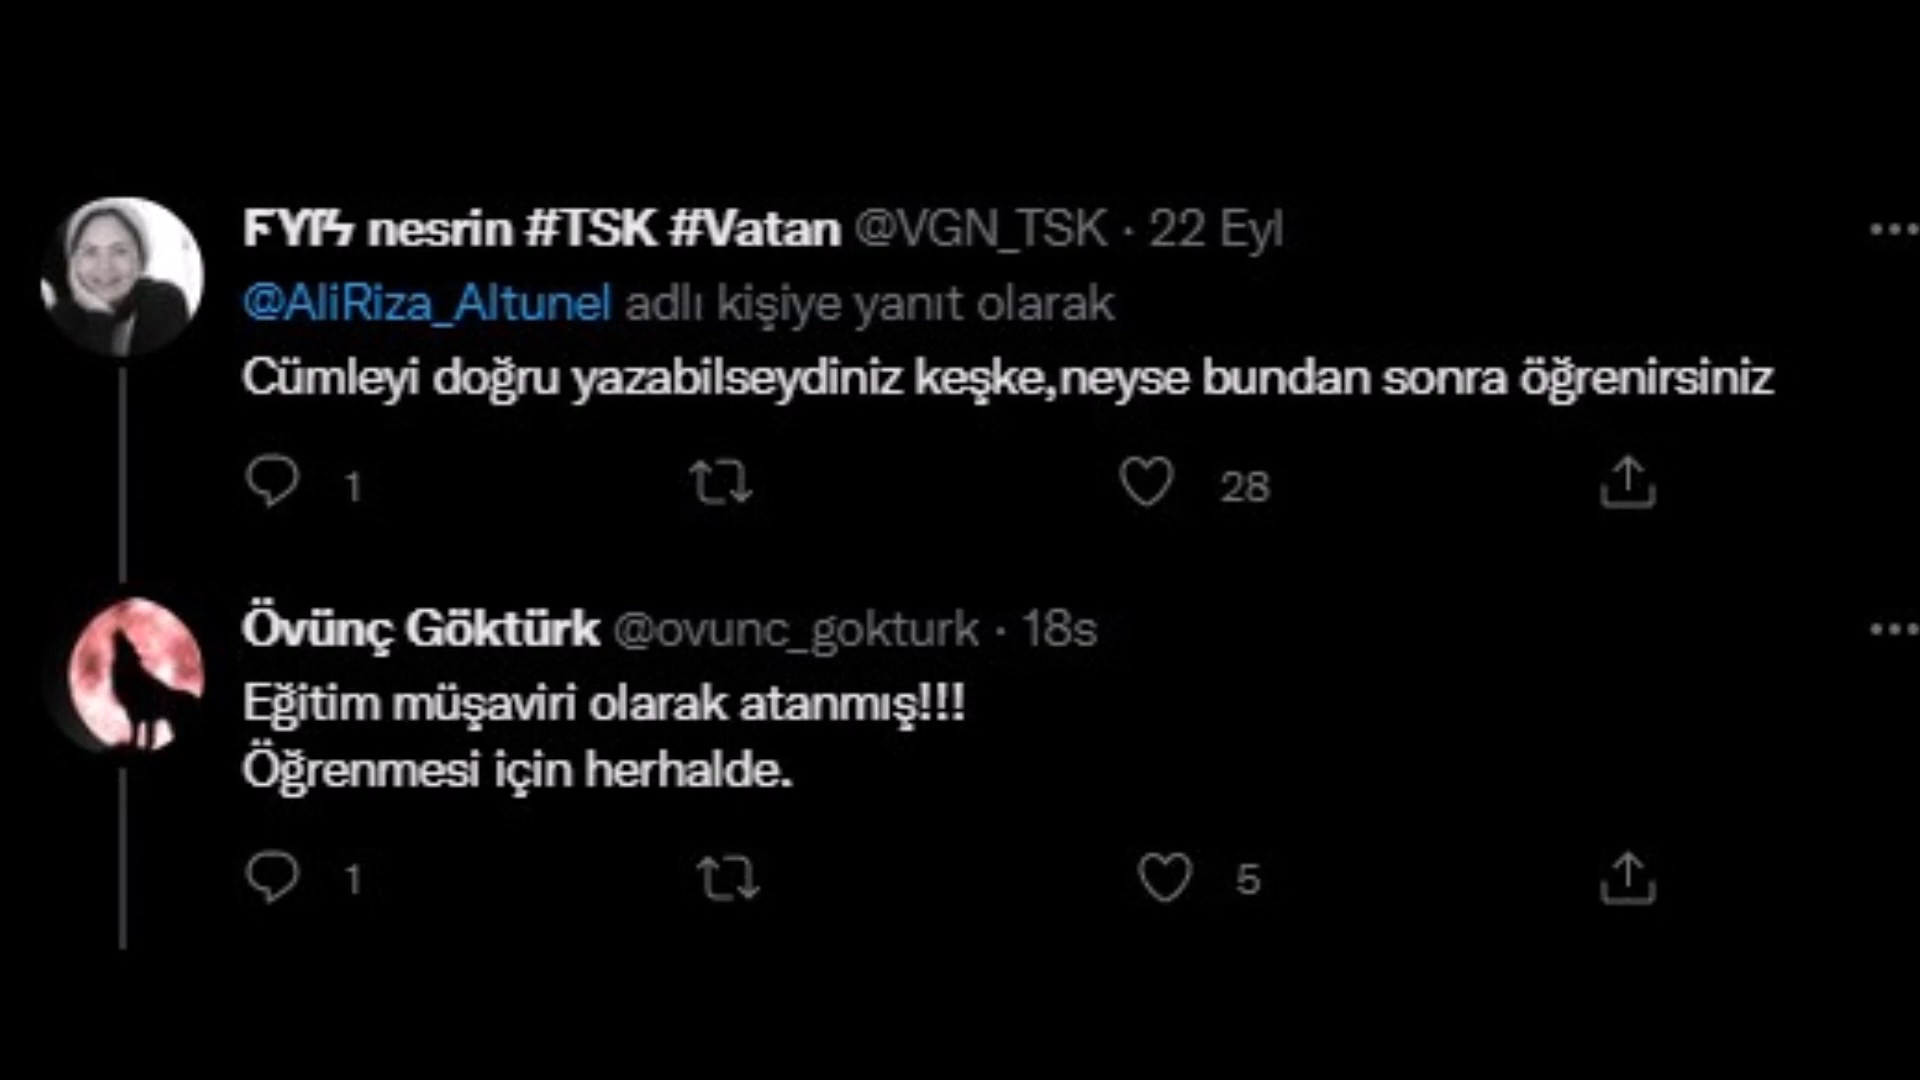 nesrin #TSK #Vatan @VGN_TSK · 22 Eyl
@AliRiza_Altunel adlı kişiye yanıt olarak
Cümleyi doğru yazabilseydiniz keşke,neyse bundan sonra öğrenirsiniz
1 28
Övünç Göktürk @ovunc_gokturk · 18s
Eğitim müşaviri olarak atanmış!!!
Öğrenmesi için herhalde.
1 5